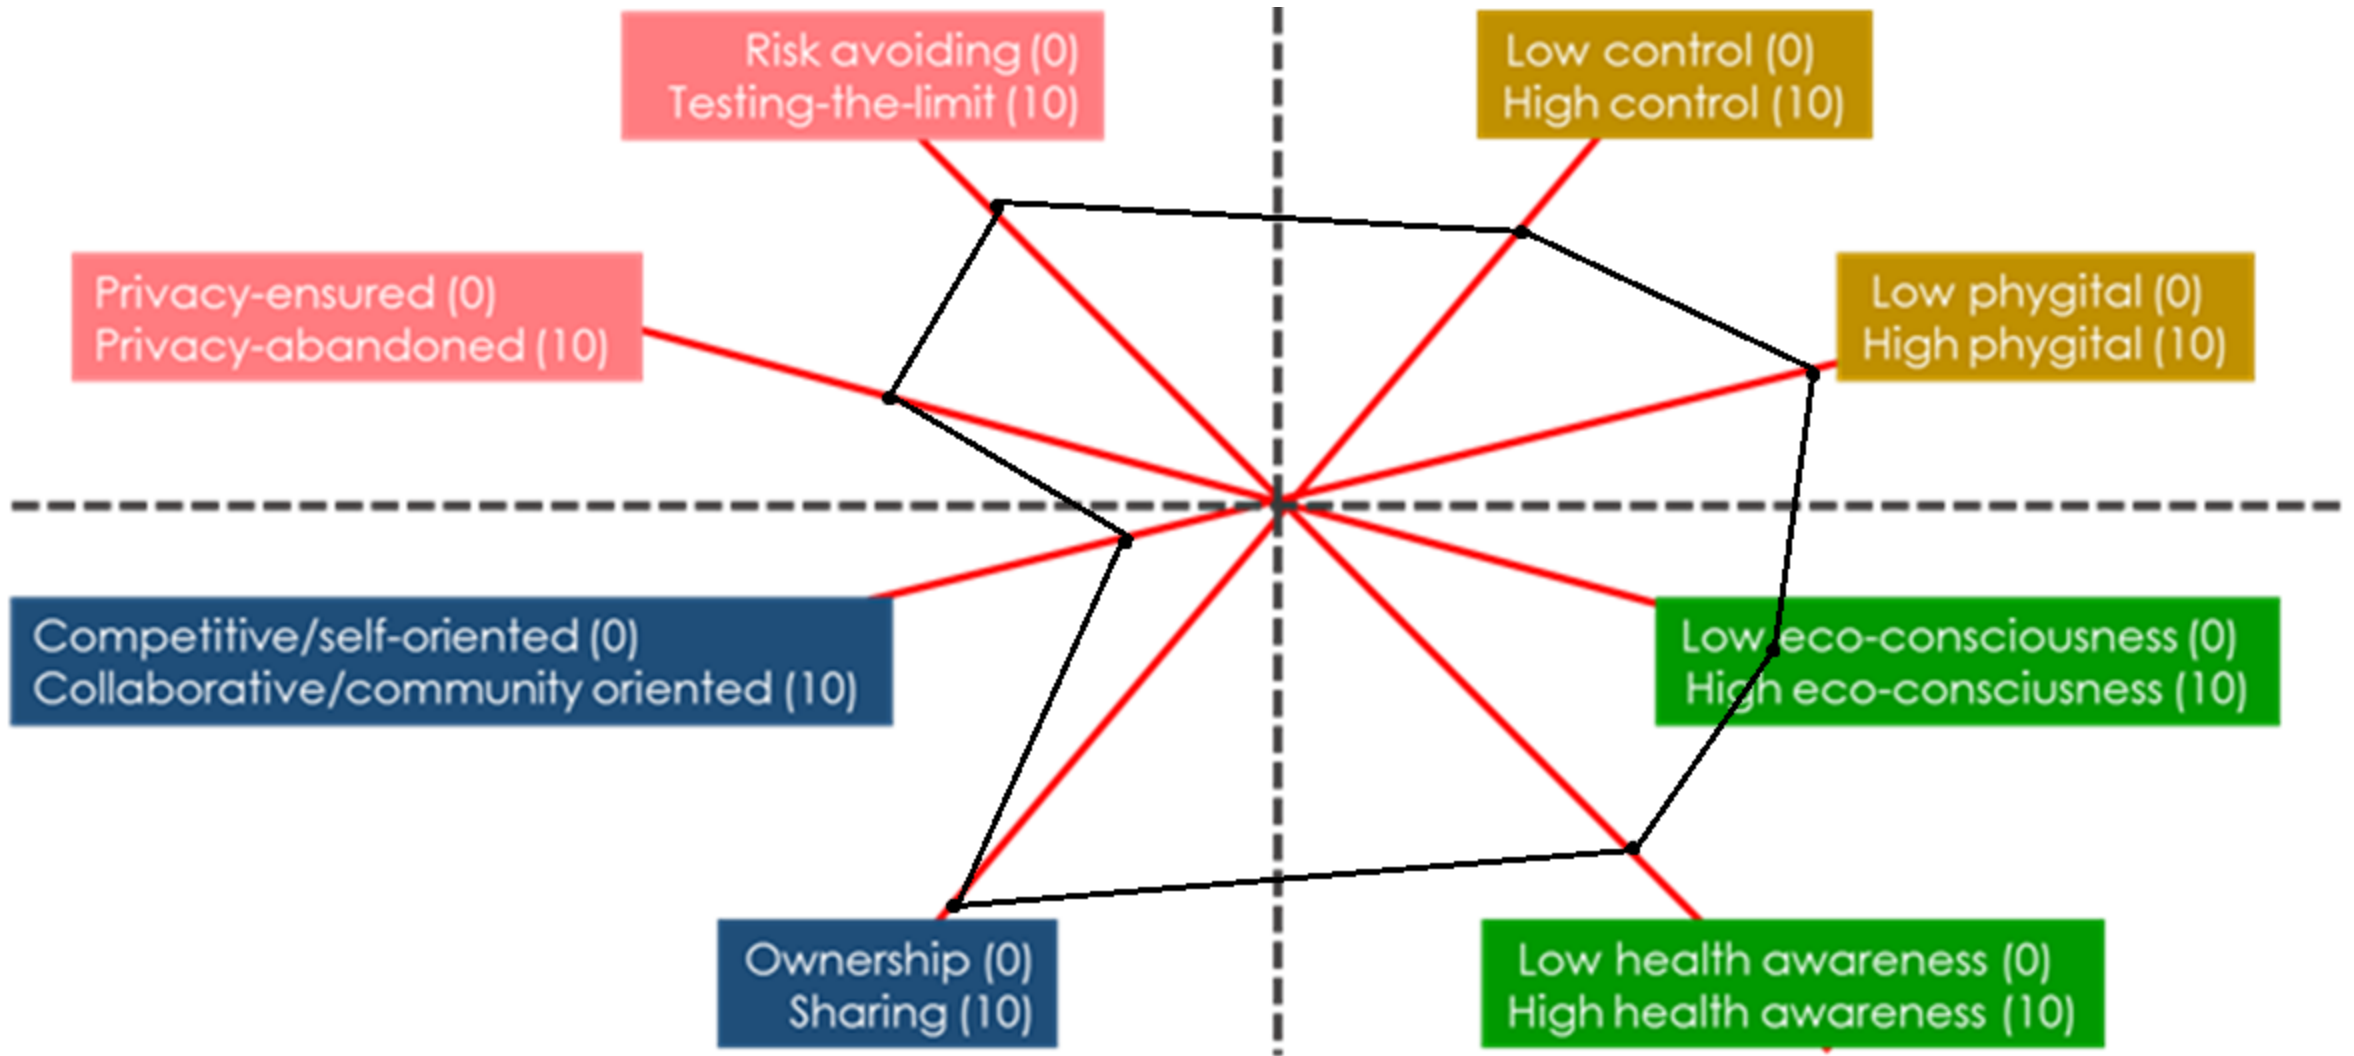 Risk avoiding (0)
Testing-the-limit (10)
Low control (0)
High control (10)
Privacy-ensured (0)
Privacy-abandoned (10)
Low phygital (0)
High phygital (10)
Competitive/self-oriented (0)
Collaborative/community oriented (10)
Low eco-consciousness (0)
High eco-consciusness (10)
Ownership (0)
Sharing (10)
Low health awareness (0)
High health awareness (10)